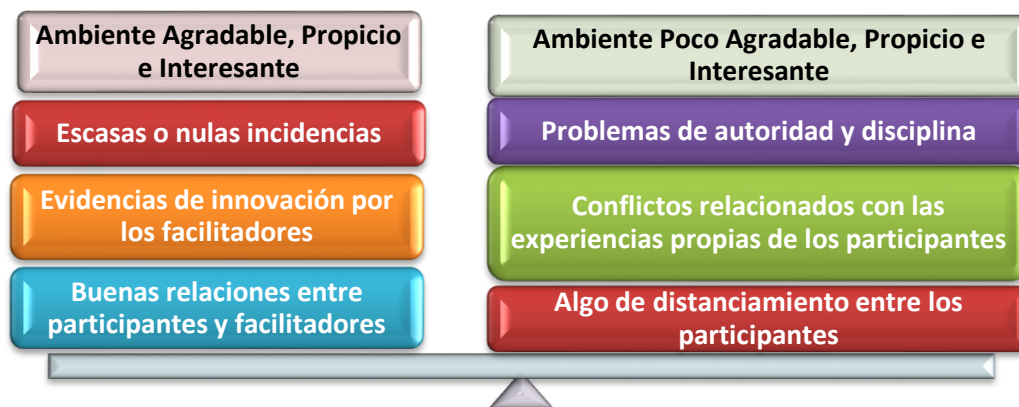 Ambiente Agradable, Propicio
e Interesante
Escasas o nulas incidencias
Evidencias de innovación por
los facilitadores
Buenas relaciones entre
participantes y facilitadores
Ambiente Poco Agradable, Propicio e
Interesante
Problemas de autoridad y disciplina
Conflictos relacionados con las
experiencias propias de los participantes
Algo de distanciamiento entre los
participantes